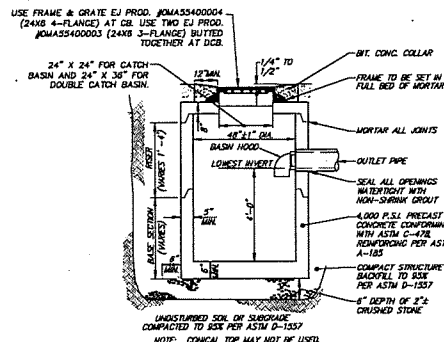 USE FRAME & GRATE EJ PROD. #OMA55400004
(24X8 4-FLANGE) AT CB. USE TWO EJ PROD.
#OMA55400003 (24X8 3-FLANGE) BUTTED
TOGETHER AT DCB.
24" X 24" FOR CATCH
BASIN AND 24" X 36" FOR
DOUBLE CATCH BASIN.
12"MIN.
1/4" TO
1/2"
BIT. CONC. COLLAR
FRAME TO BE SET IN
FULL BED OF MORTAR
8"
48"±1" DIA.
MORTAR ALL JOINTS
BASIN HOOD
LOWEST INVERT
OUTLET PIPE
SEAL ALL OPENINGS
WATERTIGHT WITH
NON-SHRINK GROUT
RISER
(VARIES 1' -4')
BASE SECTION
(VARIES)
4'-0"
5"
MIN.
4,000 P.S.I. PRECAST
CONCRETE CONFORMIN
WITH ASTM C-478,
REINFORCING PER AST
A-185
MIN.
6"
MIN.
COMPACT STRUCTURE
BACKFILL TO 95%
PER ASTM D-1557
6" DEPTH OF 2"±
CRUSHED STONE
UNDISTURBED SOIL OR SUBGRADE
COMPACTED TO 95% PER ASTM D-1557
NOTE: CONICAL TOP MAY NOT BE USED.